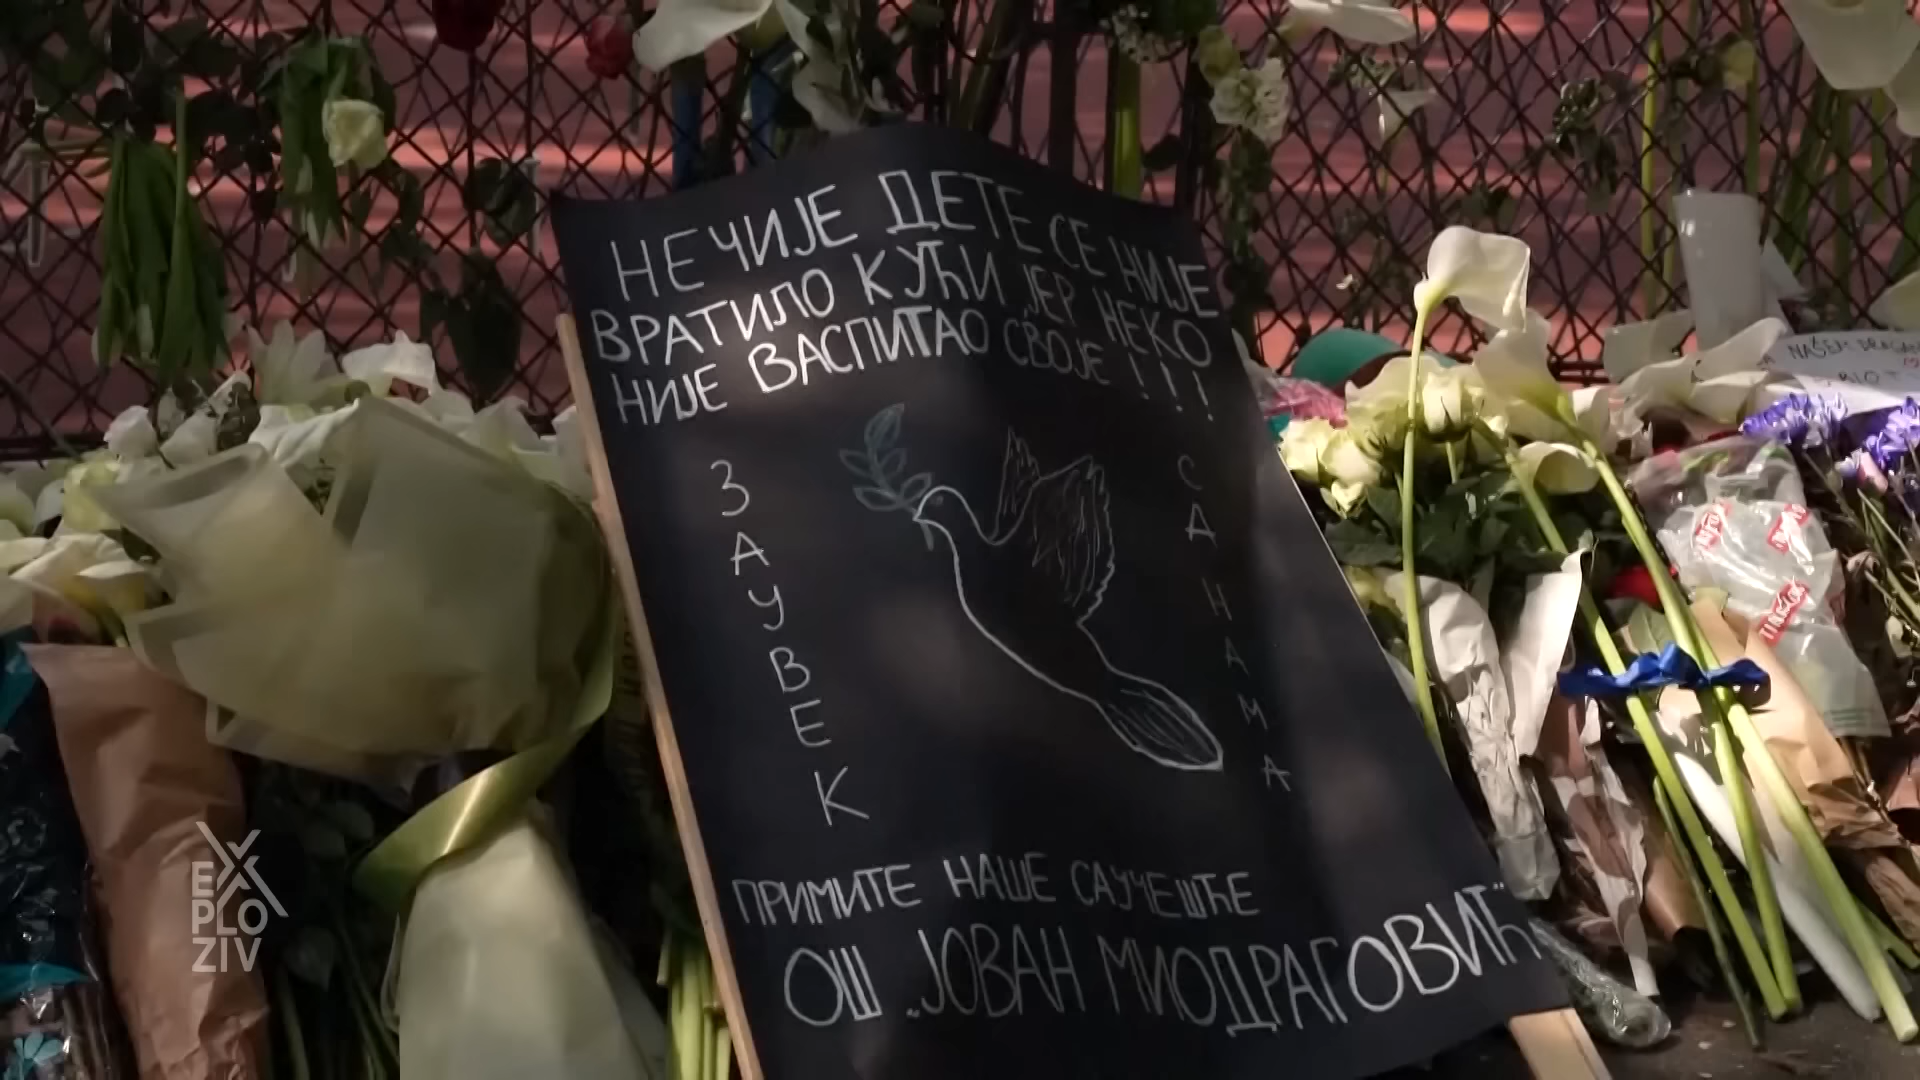 НЕЧИЈЕ ДЕТЕ СЕ НИЈЕ
ВРАТИЛО КУЋИ ЈЕР НЕКО
НИЈЕ ВАСПИТАО СВОЈЕ!!!
ЗАУВЕК
СА НАМА
ПРИМИТЕ НАШЕ САУЧЕШЋЕ
ОШ „ЈОВАН МИОДРАГОВИЋ"
EX
PLO
ZIV